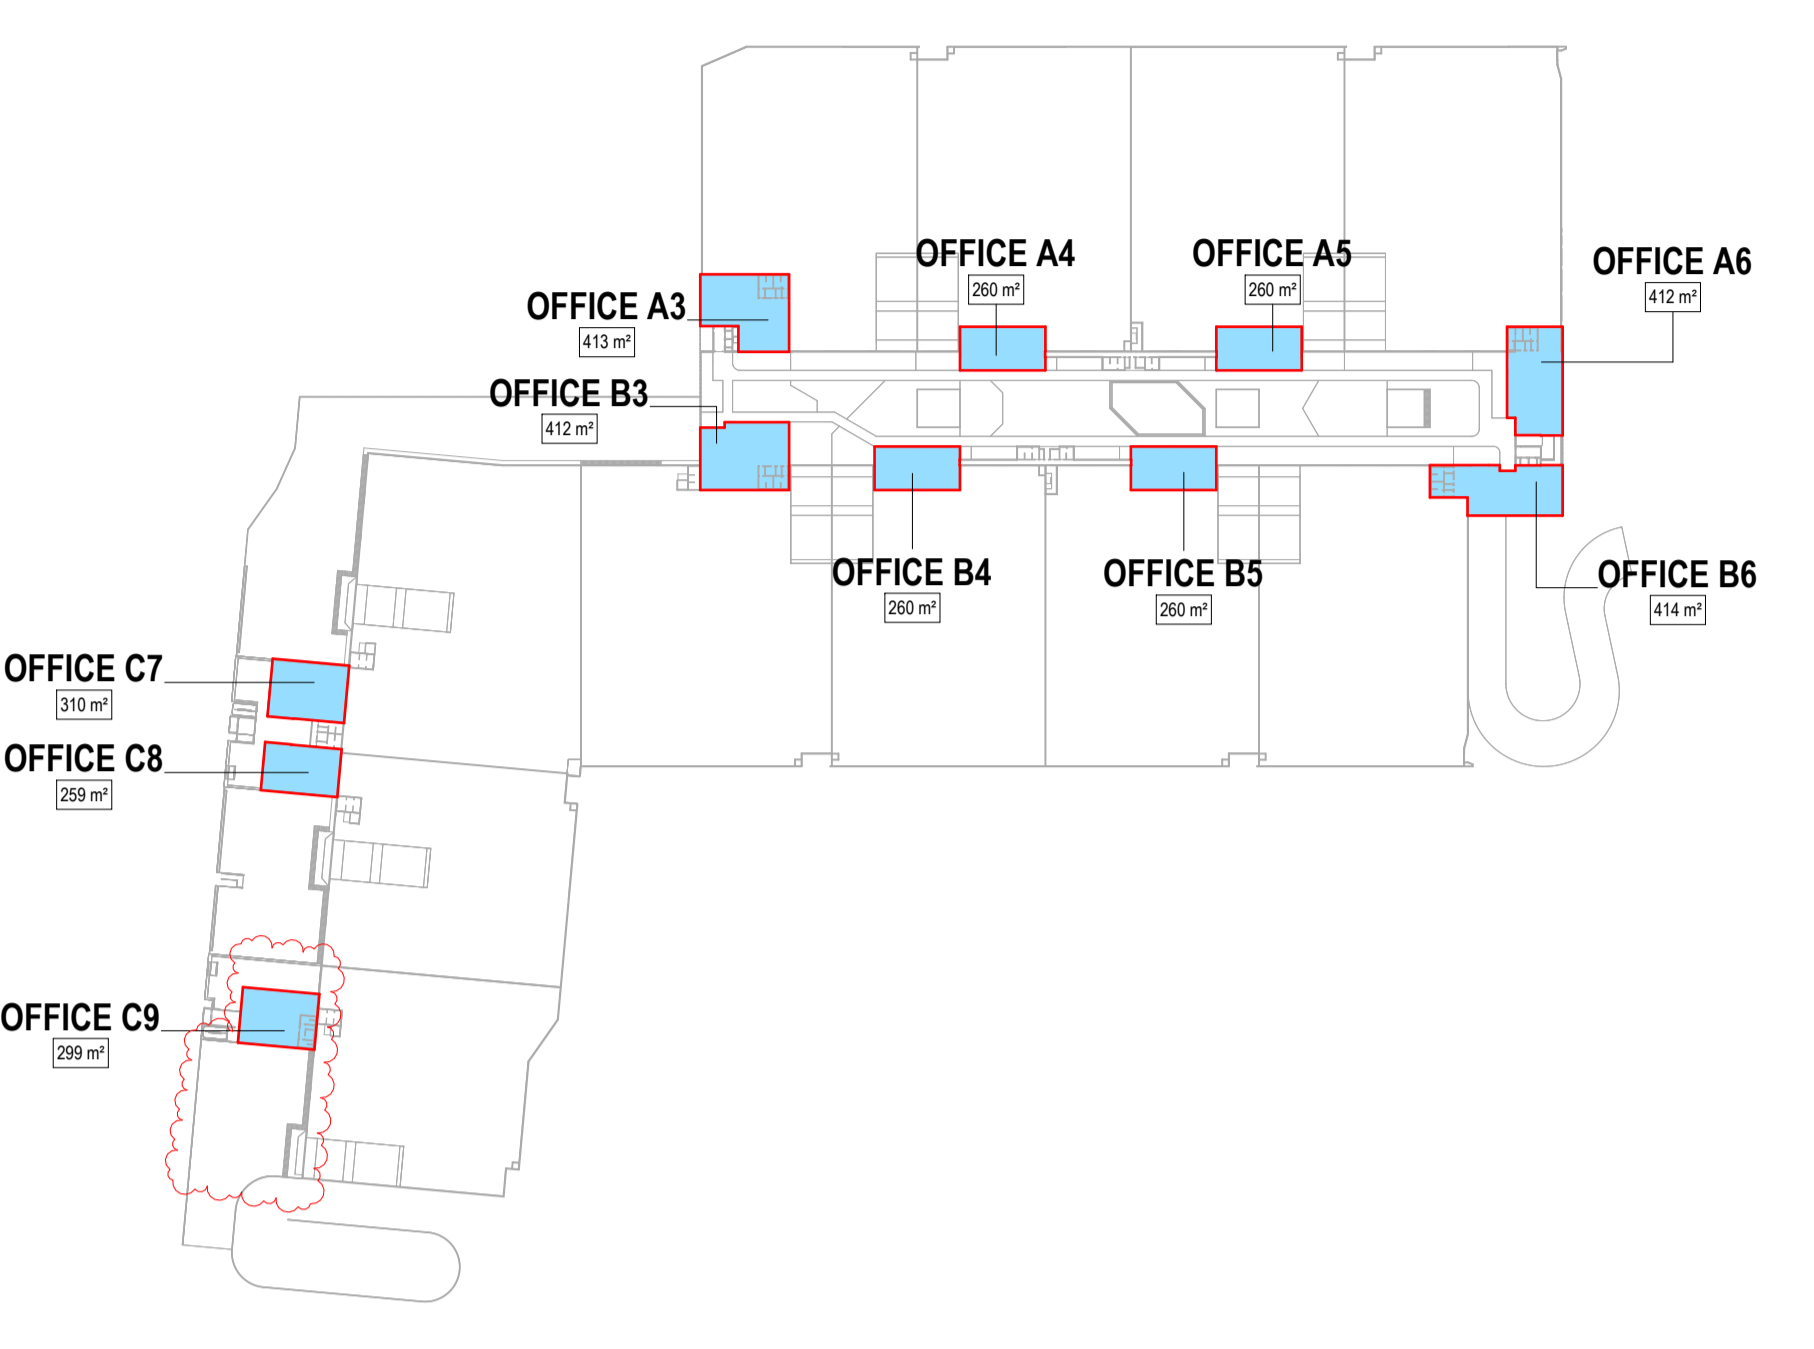 OFFICE A4
260 m²
OFFICE A5
260 m²
OFFICE A6
412 m²
OFFICE A3
413 m²
OFFICE B3
412 m²
OFFICE B4
260 m²
OFFICE B5
260 m²
OFFICE B6
414 m²
OFFICE C7
310 m²
OFFICE C8
259 m²
OFFICE C9
299 m²